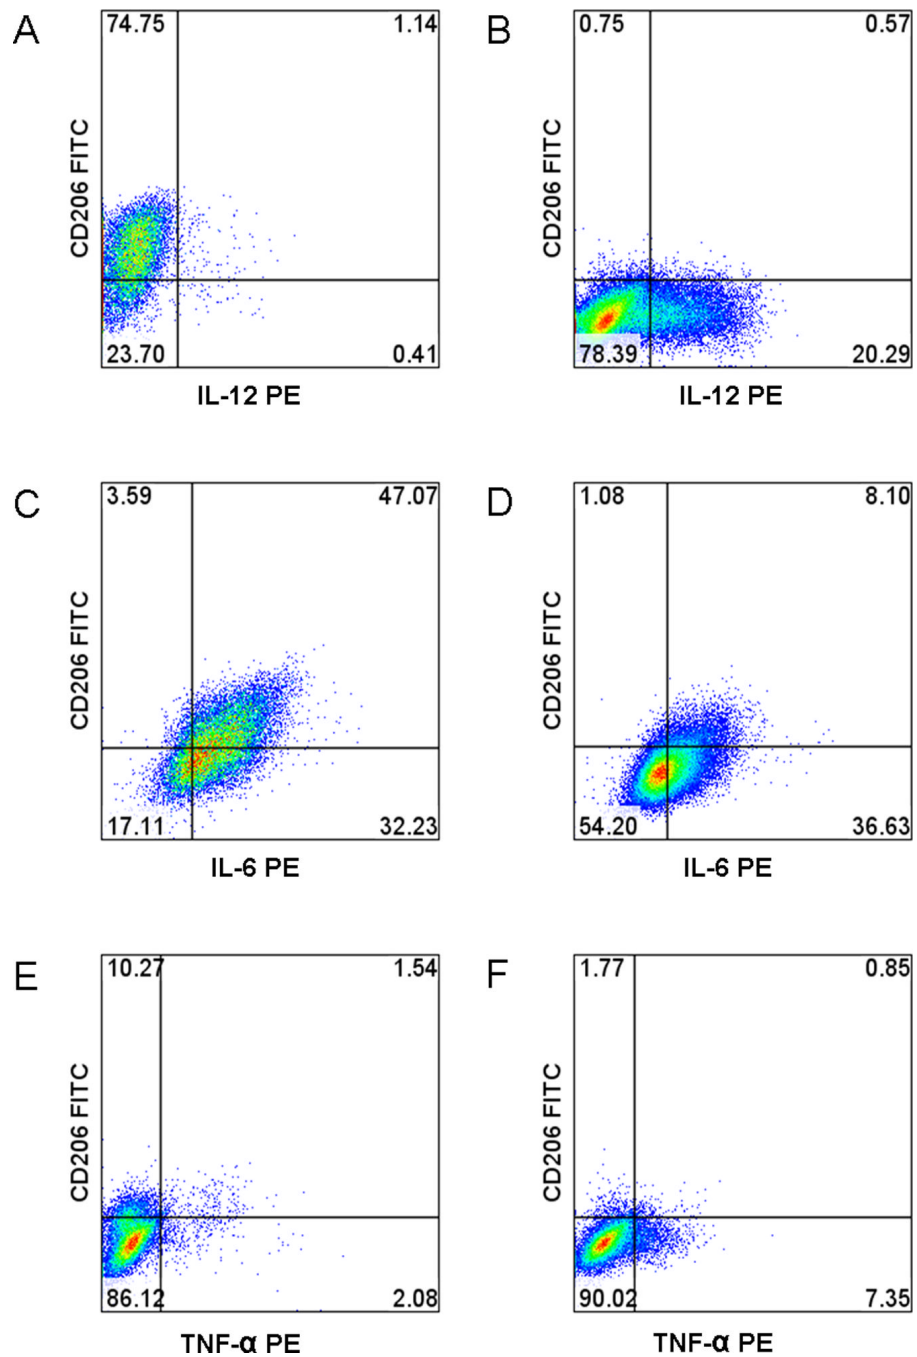 A
74.75 1.14
CD206 FITC
23.70 0.41
IL-12 PE
B
0.75 0.57
CD206 FITC
78.39 20.29
IL-12 PE
C
3.59 47.07
CD206 FITC
17.11 32.23
IL-6 PE
D
1.08 8.10
CD206 FITC
54.20 36.63
IL-6 PE
E
10.27 1.54
CD206 FITC
86.12 2.08
TNF-α PE
F
1.77 0.85
CD206 FITC
90.02 7.35
TNF-α PE